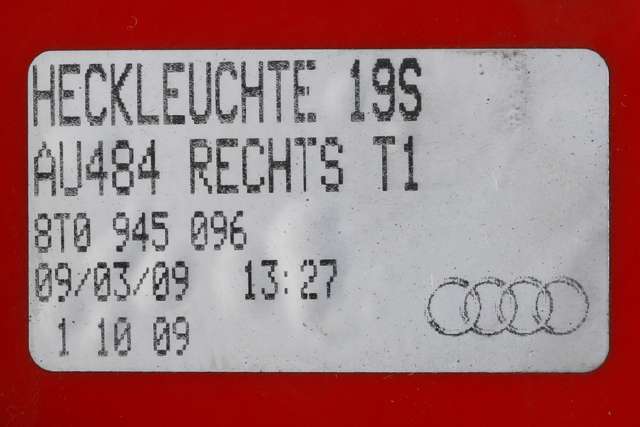 HECKLEUCHTE 19S
AU484 RECHTS T1
8T0 945 096
09/03/09 13:27
1 10 09